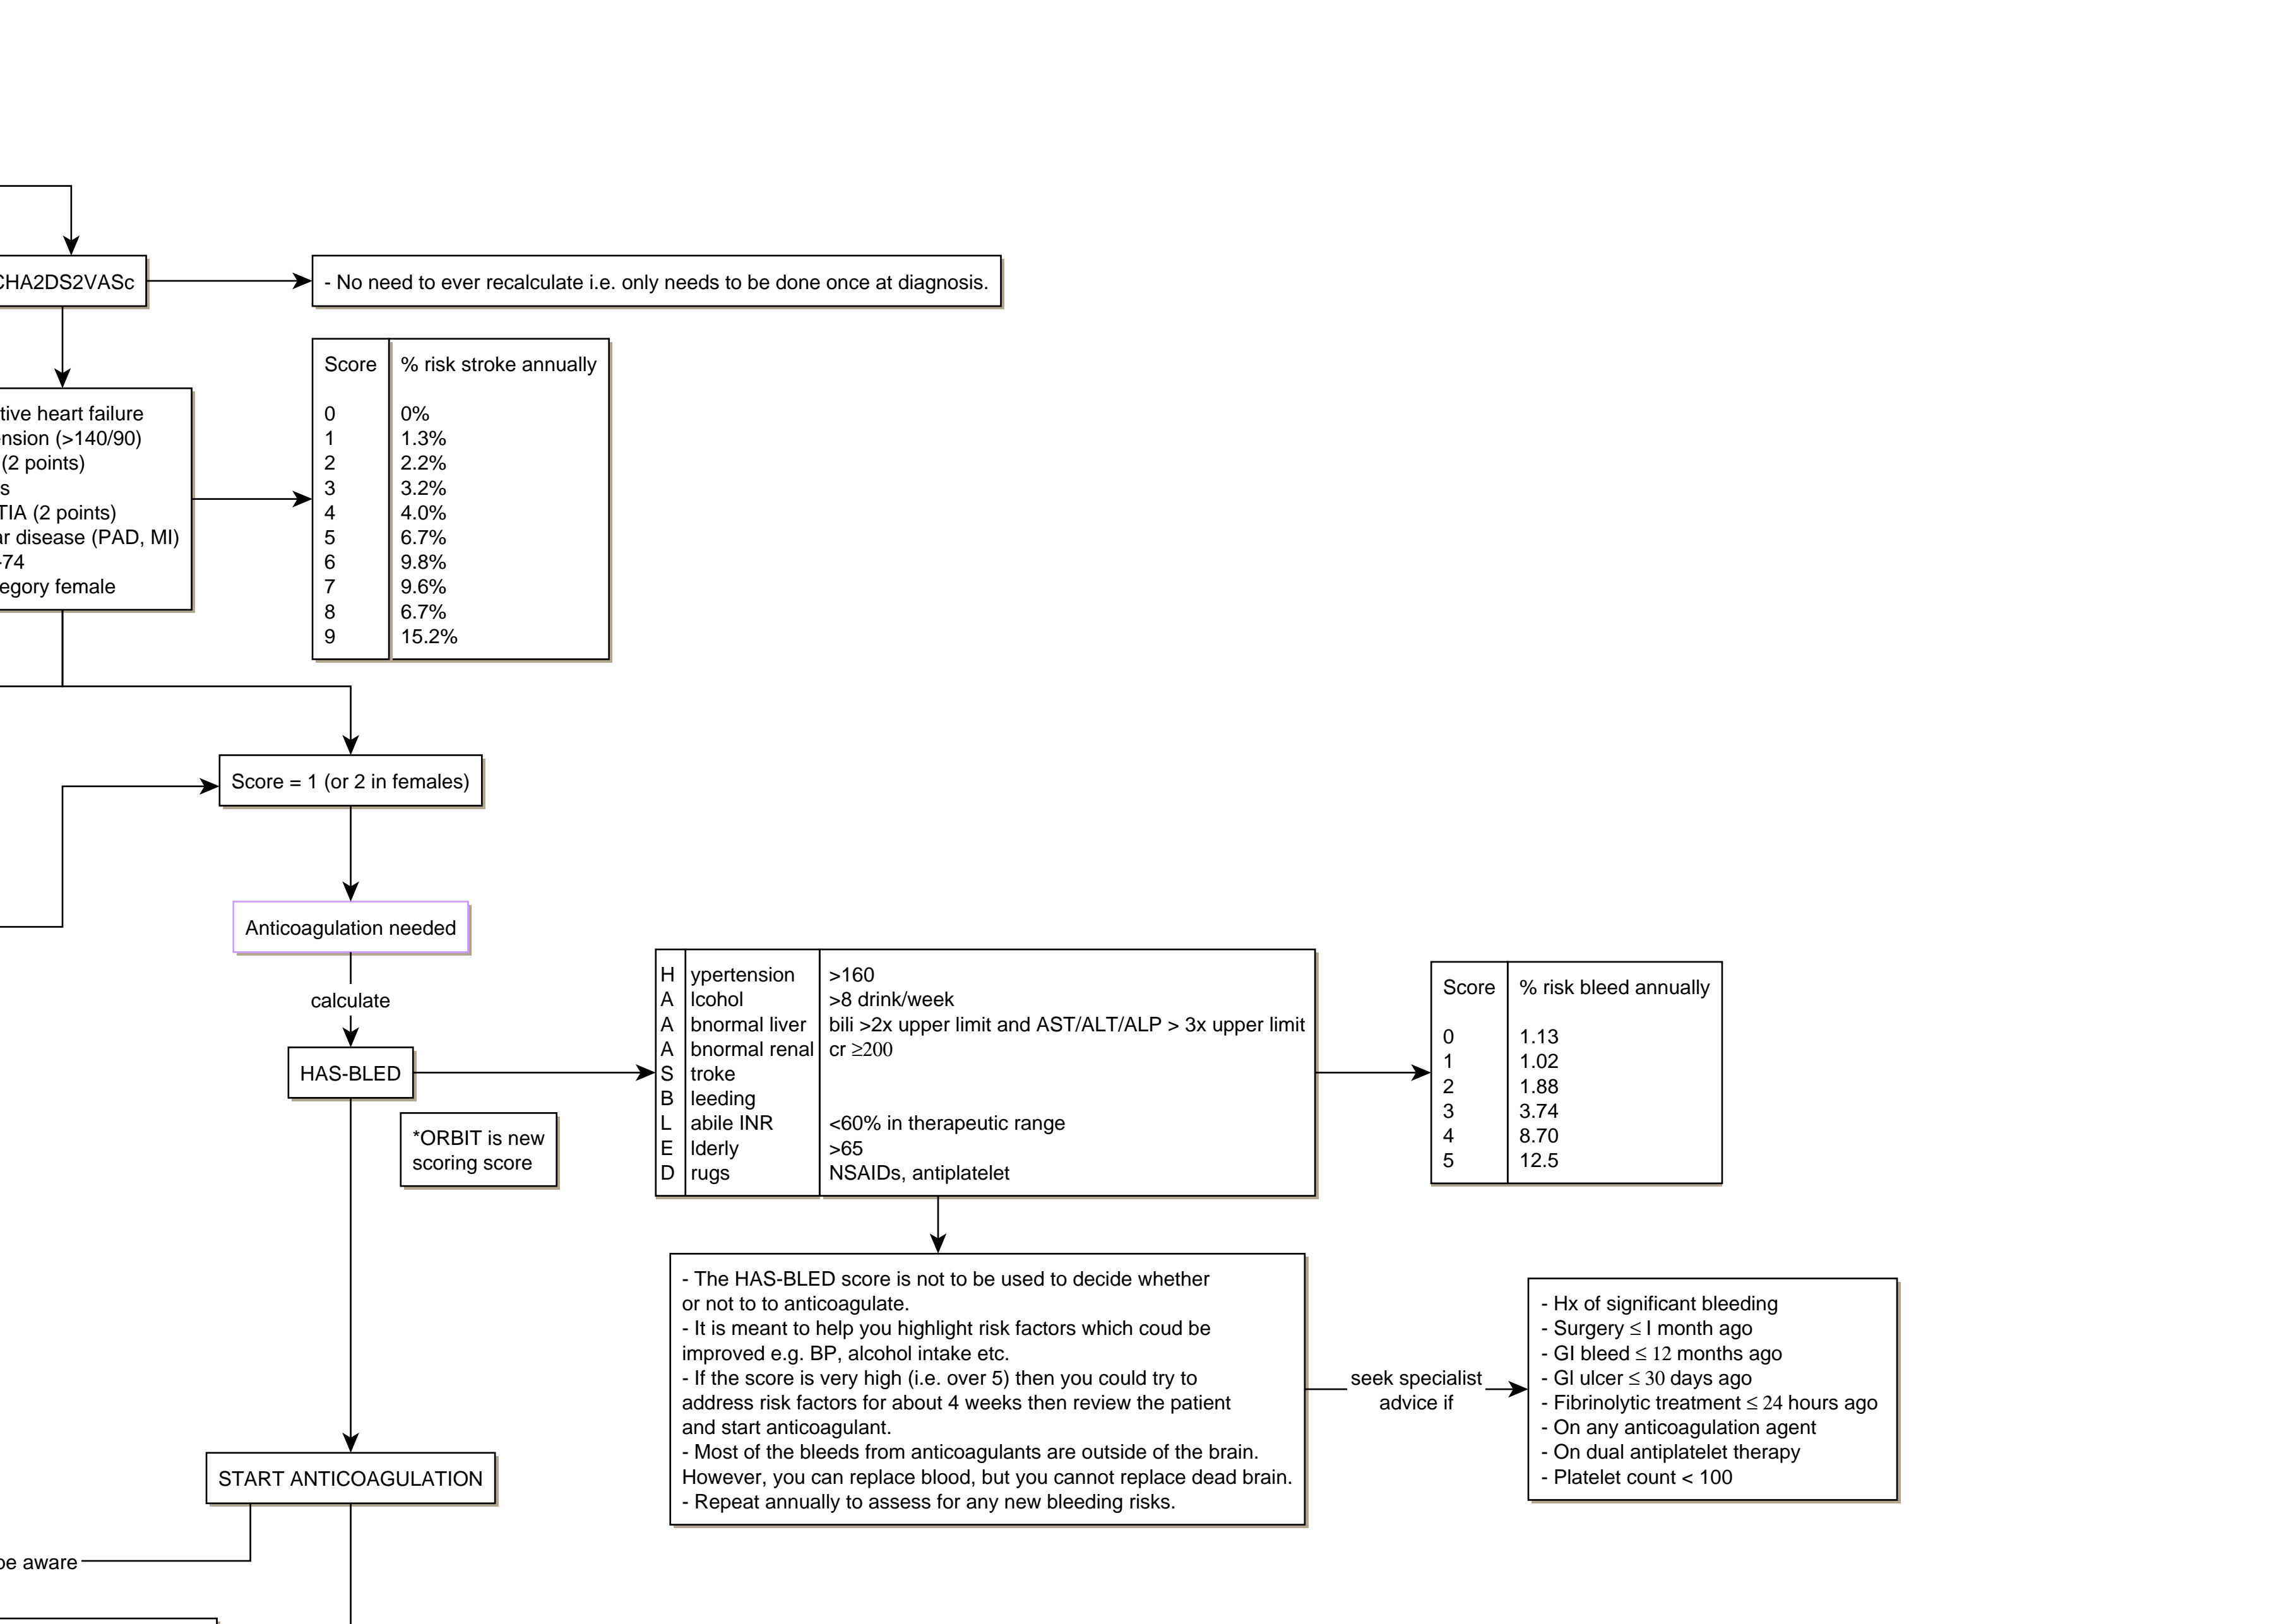 CHA2DS2VASc
- No need to ever recalculate i.e. only needs to be done once at diagnosis.
tive heart failure
ension (>140/90)
(2 points)
s
TIA (2 points)
ar disease (PAD, MI)
-74
egory female
Score % risk stroke annually
0 0%
1 1.3%
2 2.2%
3 3.2%
4 4.0%
5 6.7%
6 9.8%
7 9.6%
8 6.7%
9 15.2%
Score = 1 (or 2 in females)
Anticoagulation needed
calculate
HAS-BLED
*ORBIT is new
scoring score
H ypertension >160
A lcohol >8 drink/week
A bnormal liver bili >2x upper limit and AST/ALT/ALP > 3x upper limit
A bnormal renal cr ≥200
S troke
B leeding
L abile INR <60% in therapeutic range
E lderly >65
D rugs NSAIDs, antiplatelet
Score % risk bleed annually
0 1.13
1 1.02
2 1.88
3 3.74
4 8.70
5 12.5
- The HAS-BLED score is not to be used to decide whether
or not to to anticoagulate.
- It is meant to help you highlight risk factors which coud be
improved e.g. BP, alcohol intake etc.
- If the score is very high (i.e. over 5) then you could try to
address risk factors for about 4 weeks then review the patient
and start anticoagulant.
- Most of the bleeds from anticoagulants are outside of the brain.
However, you can replace blood, but you cannot replace dead brain.
- Repeat annually to assess for any new bleeding risks.
seek specialist
advice if
- Hx of significant bleeding
- Surgery ≤ I month ago
- GI bleed ≤ 12 months ago
- GI ulcer ≤ 30 days ago
- Fibrinolytic treatment ≤ 24 hours ago
- On any anticoagulation agent
- On dual antiplatelet therapy
- Platelet count < 100
START ANTICOAGULATION
be aware